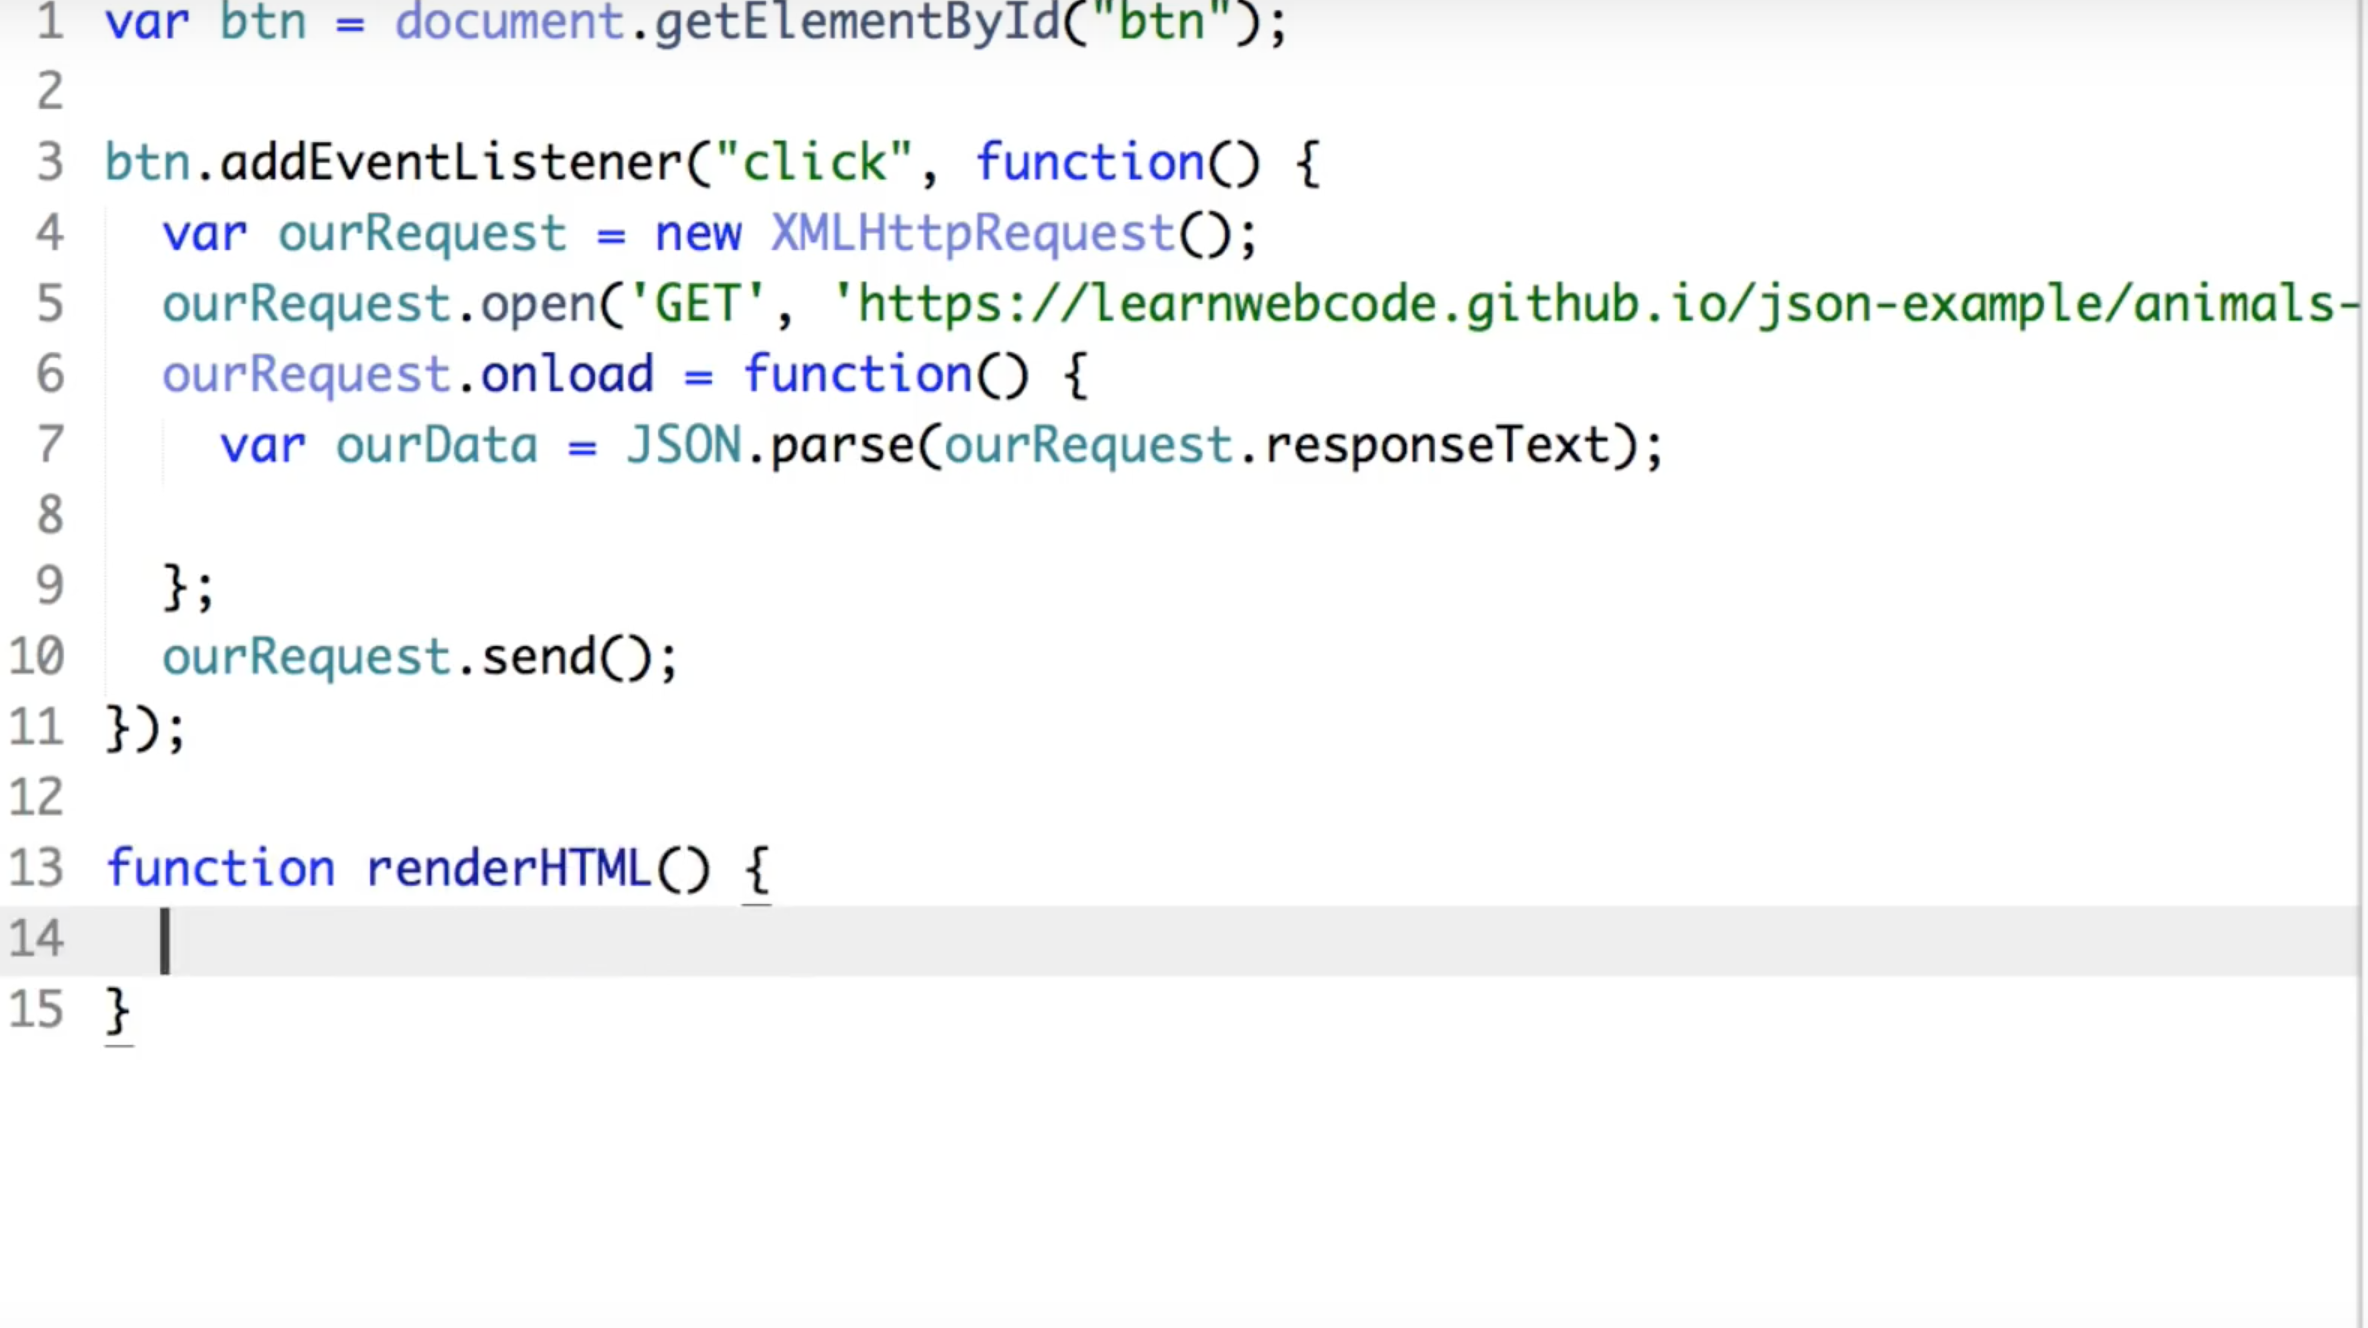 1 var btn = document.getElementById("btn");
2
3 btn.addEventListener("click", function() {
4   var ourRequest = new XMLHttpRequest();
5   ourRequest.open('GET', 'https://learnwebcode.github.io/json-example/animals-
6   ourRequest.onload = function() {
7     var ourData = JSON.parse(ourRequest.responseText);
8
9   };
10   ourRequest.send();
11 });
12
13 function renderHTML() {
14
15 }